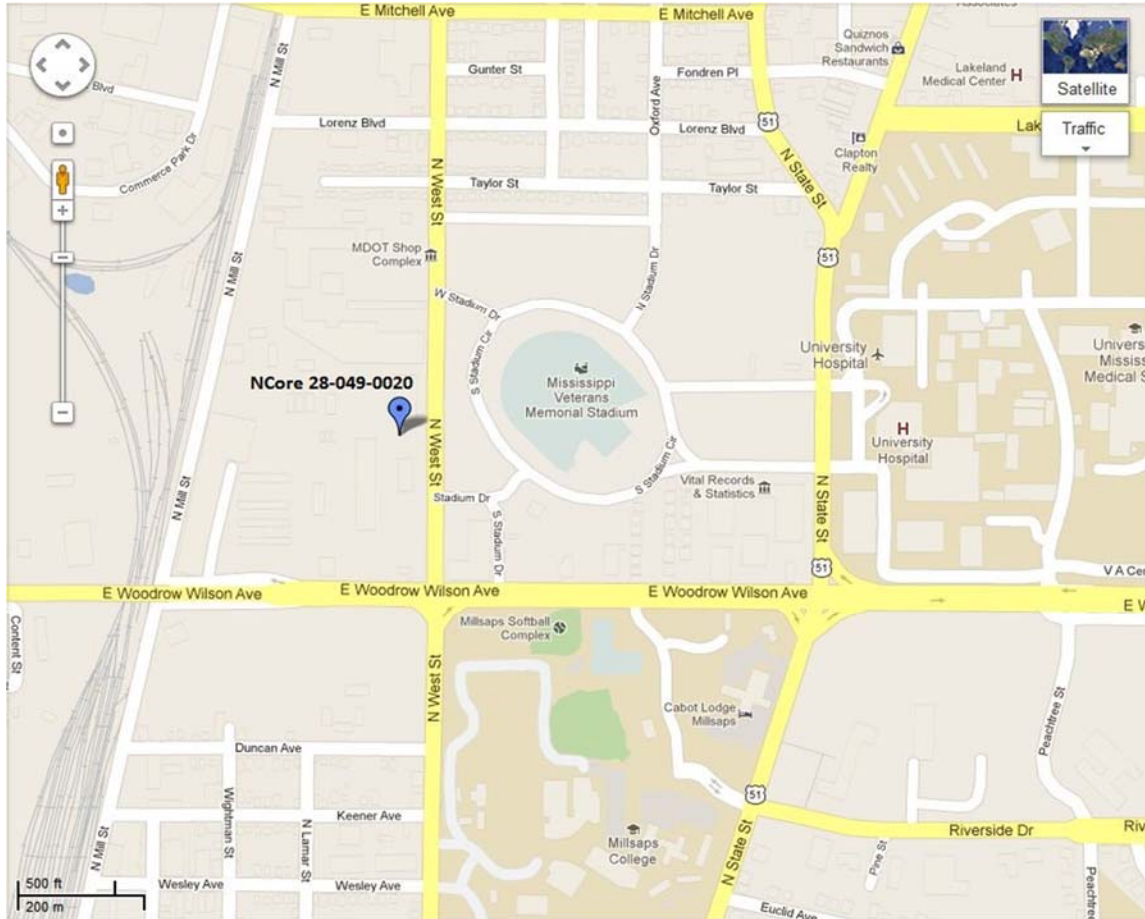 E Mitchell Ave
E Mitchell Ave
Associates
Quiznos
Sandwich
Restaurants
Lakeland
Medical Center
H
Satellite
Traffic
N Mill St
Blvd
Gunter St
Fondren Pl
Oxford Ave
Lorenz Blvd
Lorenz Blvd
51
Lak
Clapton
Realty
Commerce Park Dr
N West St
Taylor St
Taylor St
N State St
MDOT Shop
Complex
51
N Mill St
N Stadium Dr
W Stadium Dr
S Stadium Cir
University
Hospital
Univers
Missis
Medical S
Mississippi
Veterans
Memorial Stadium
NCore 28-049-0020
N West St
H
University
Hospital
S Stadium Cir
Vital Records
& Statistics
N Mill St
Stadium Dr
S Stadium Dr
N State St
51
V A Cen
E Woodrow Wilson Ave
E Woodrow Wilson Ave
E Woodrow Wilson Ave
E W
Content St
Millsaps Softball
Complex
N West St
Cabot Lodge
Millsaps
Peachtree St
Duncan Ave
51
Wightman St
N Lamar St
Keener Ave
N Mill St
Millsaps
College
N State St
Riverside Dr
Riv
Pine St
Peachtree
Wesley Ave
Wesley Ave
500 ft
200 m
Euclid Ave